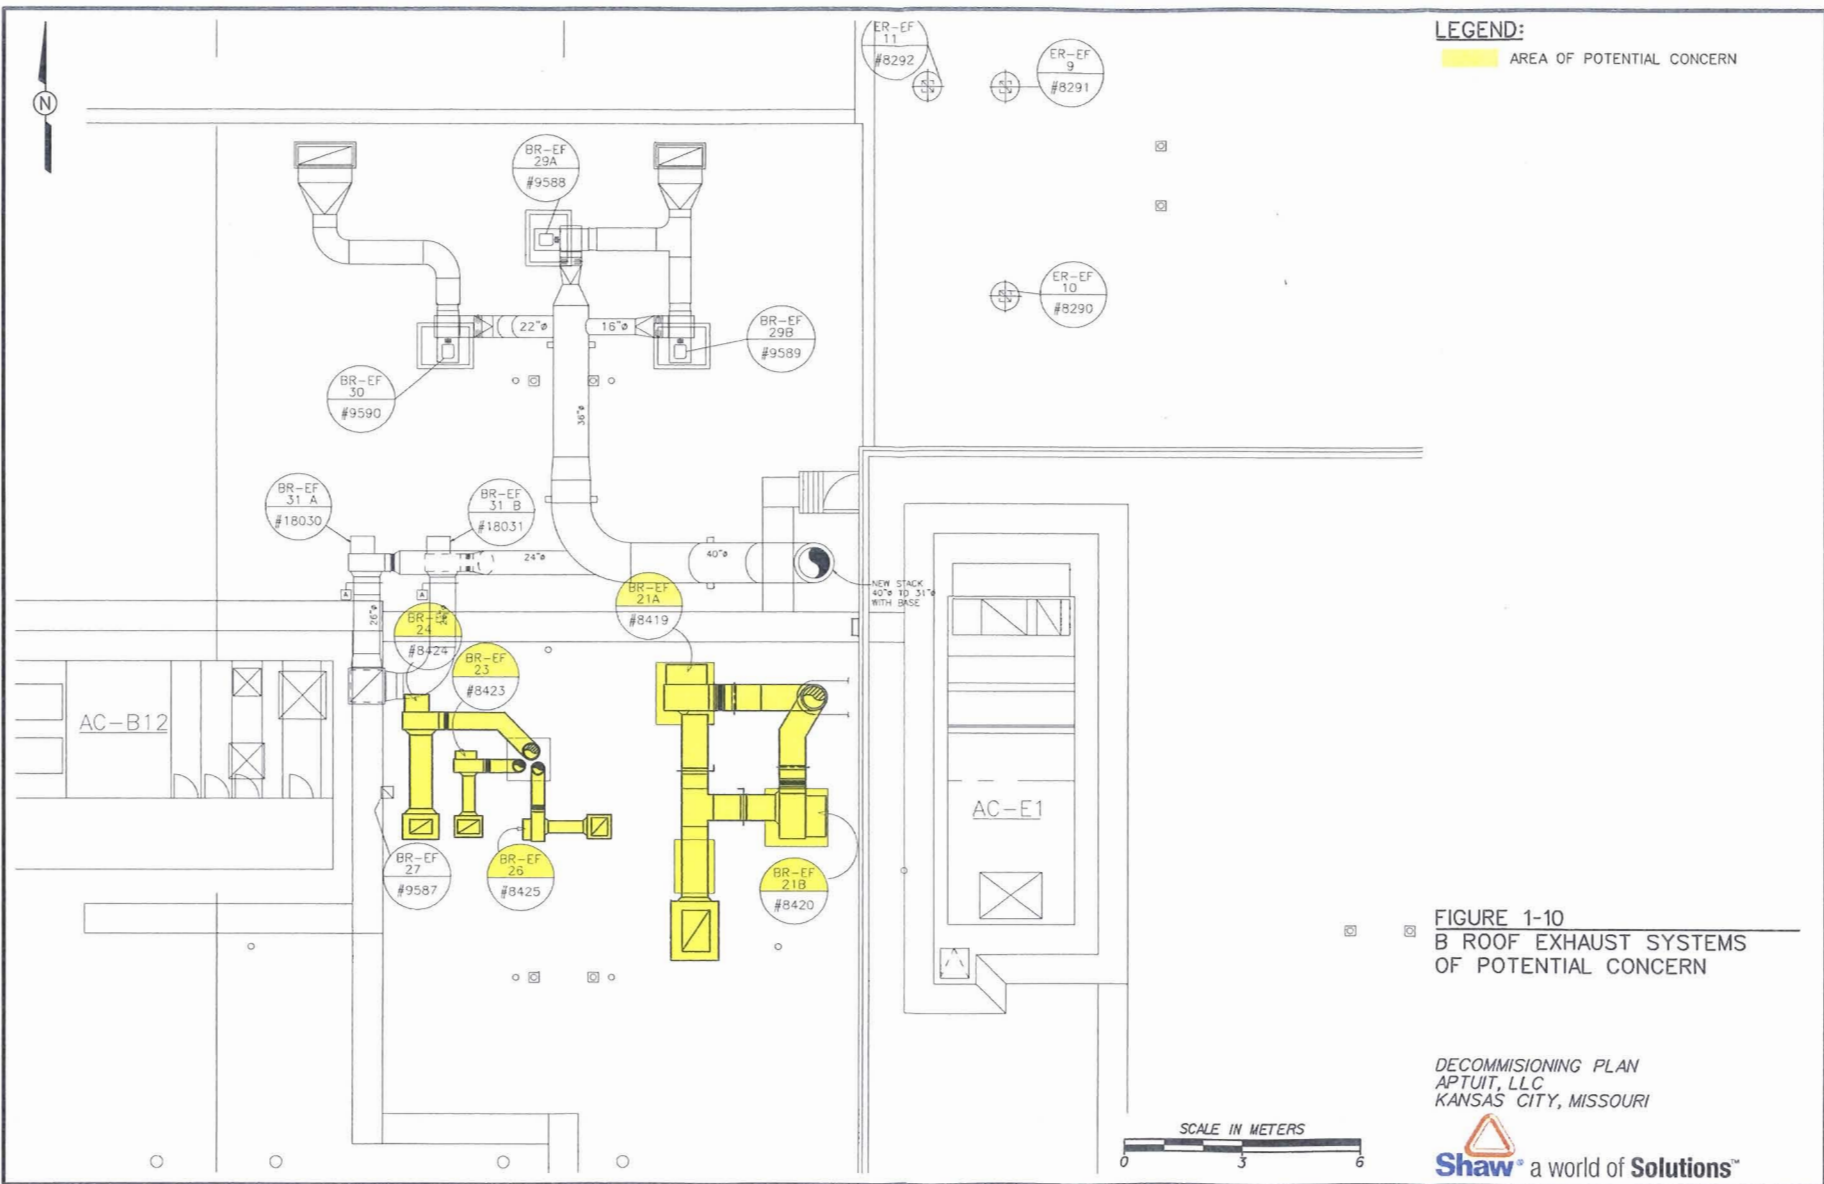 LEGEND:
AREA OF POTENTIAL CONCERN
N
ER-EF
11
#8292
ER-EF
9
#8291
ER-EF
10
#8290
BR-EF
29A
#9588
BR-EF
29B
#9589
BR-EF
30
#9590
22"ø
16"ø
36"ø
BR-EF
31 A
#18030
BR-EF
31 B
#18031
24"ø
40"ø
NEW STACK
40"ø TO 31"ø
WITH BASE
A
A
26"ø
BR-EF
24
#8424
BR-EF
23
#8423
BR-EF
21A
#8419
AC-B12
AC-E1
BR-EF
27
#9587
BR-EF
26
#8425
BR-EF
21B
#8420
FIGURE 1-10
B ROOF EXHAUST SYSTEMS
OF POTENTIAL CONCERN
DECOMMISIONING PLAN
APTUIT, LLC
KANSAS CITY, MISSOURI
SCALE IN METERS
0 3 6
Shaw® a world of Solutions™